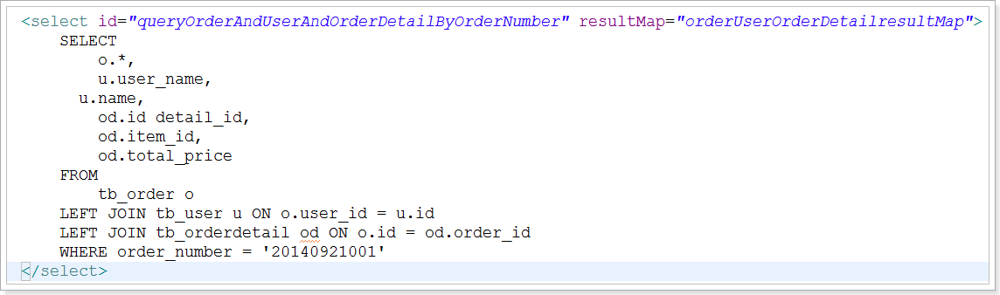 <select id="queryOrderAndUserAndOrderDetailByOrderNumber" resultMap="orderUserOrderDetailresultMap">
    SELECT
        o.*,
        u.user_name,
      u.name,
        od.id detail_id,
        od.item_id,
        od.total_price
    FROM
        tb_order o
    LEFT JOIN tb_user u ON o.user_id = u.id
    LEFT JOIN tb_orderdetail od ON o.id = od.order_id
    WHERE order_number = '20140921001'
</select>